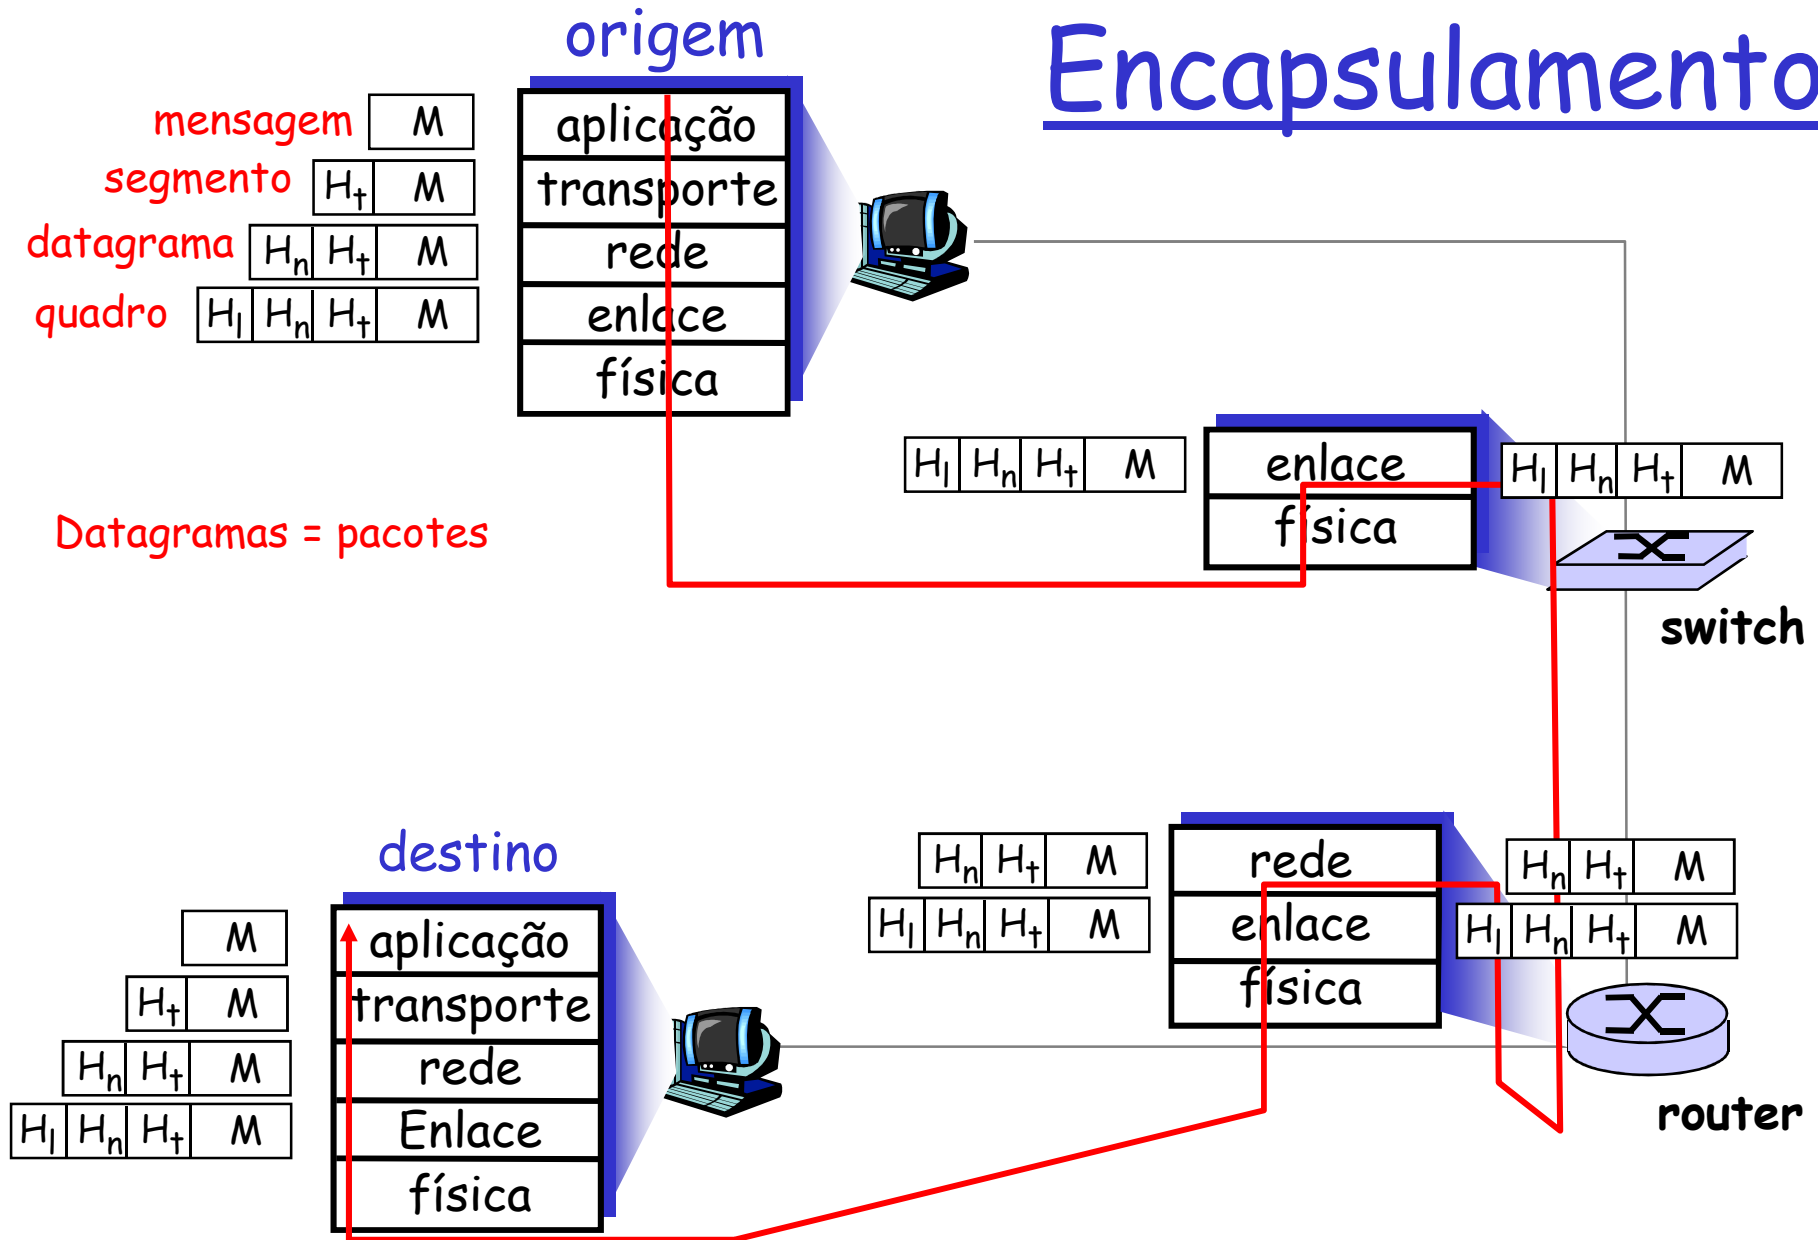 origem
Encapsulamento
mensagem M aplicação
segmento Ht M transporte
datagrama Hn Ht M rede
quadro Hl Hn Ht M enlace
física
Hl Hn Ht M enlace Hl Hn Ht M
física
Datagramas = pacotes
switch
destino
Hn Ht M rede Hn Ht M
Hl Hn Ht M enlace Hl Hn Ht M
física
M aplicação
Ht M transporte
Hn Ht M rede
Hl Hn Ht M Enlace
física
router